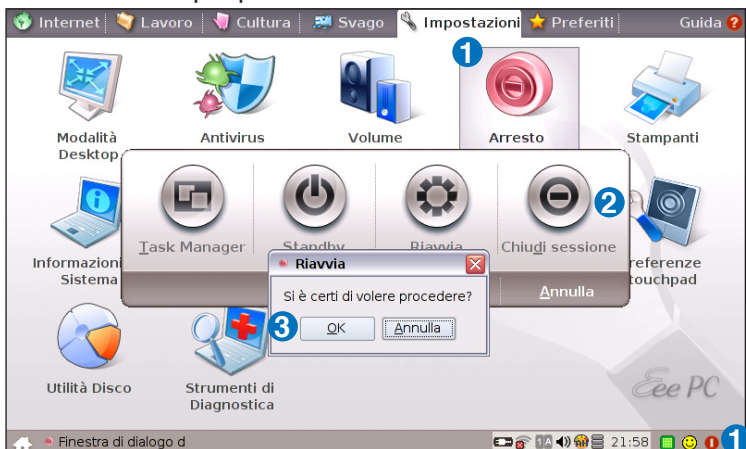 Internet Lavoro Cultura Svago Impostazioni Preferiti Guida ?
1
Modalità Desktop
Antivirus
Volume
Arresto
Stampanti
Task Manager
Standby
Riavvia
Chiudi sessione
2
Annulla
Informazioni
Sistema
referenze
touchpad
Riavvia
Si è certi di volere procedere?
3
OK
Annulla
Utilità Disco
Strumenti di
Diagnostica
Eee PC
Finestra di dialogo d
1 A
21:58
1